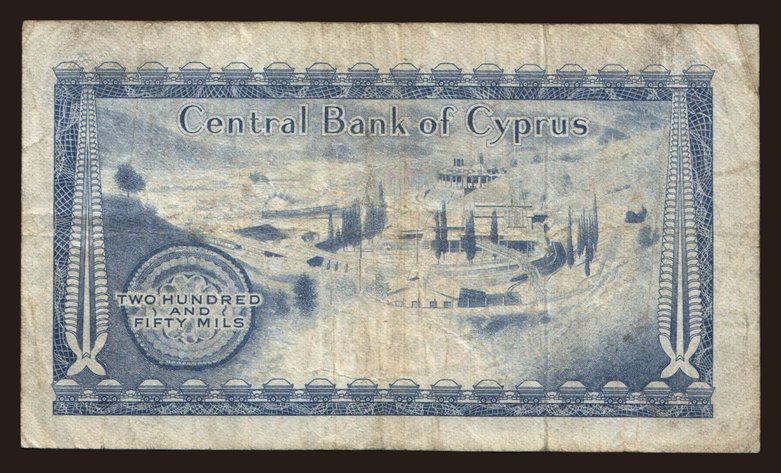 Central Bank of Cyprus
TWO HUNDRED
AND
FIFTY MILS